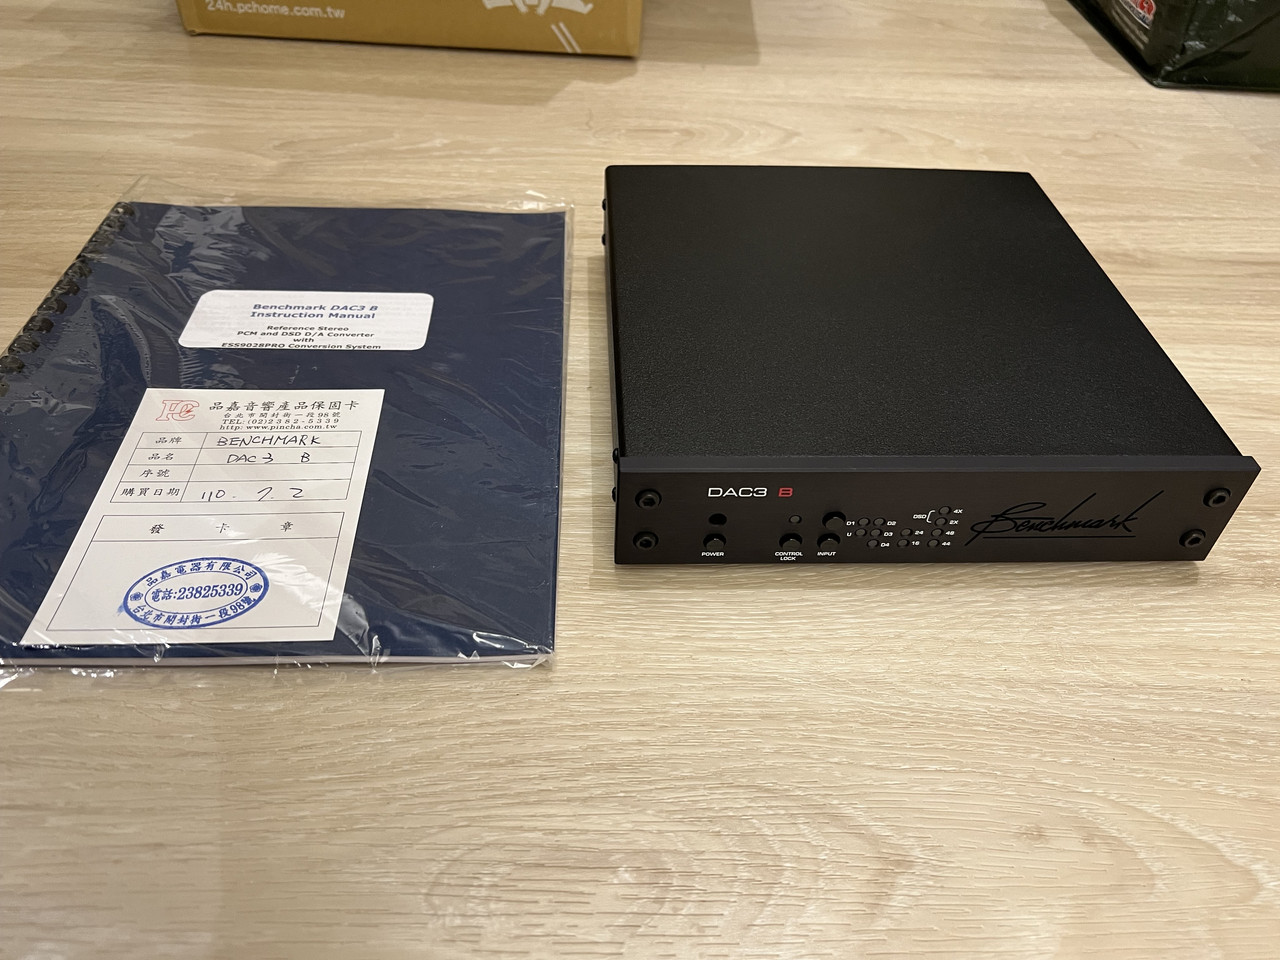 24h.pchome.com.tw
Benchmark DAC3 B
Instruction Manual
Reference Stereo
PCM and DSD D/A Converter
with
ESS9028PRO Conversion System
PC
品嘉音響產品保固卡
台北市開封街一段98號
TEL:(02)2382-5339
http: www.pincha.com.tw
品牌 BENCHMARK
品名 DAC3 B
序號
購買日期 110. 7. 2
發卡章
品嘉電器有限公司
電話:23825339
台北市開封街一段98號
DAC3 B
POWER
CONTROL
LOCK
INPUT
D1 D2
U D3
D4
DSD 4X
2X
24 48
16 44
Benchmark